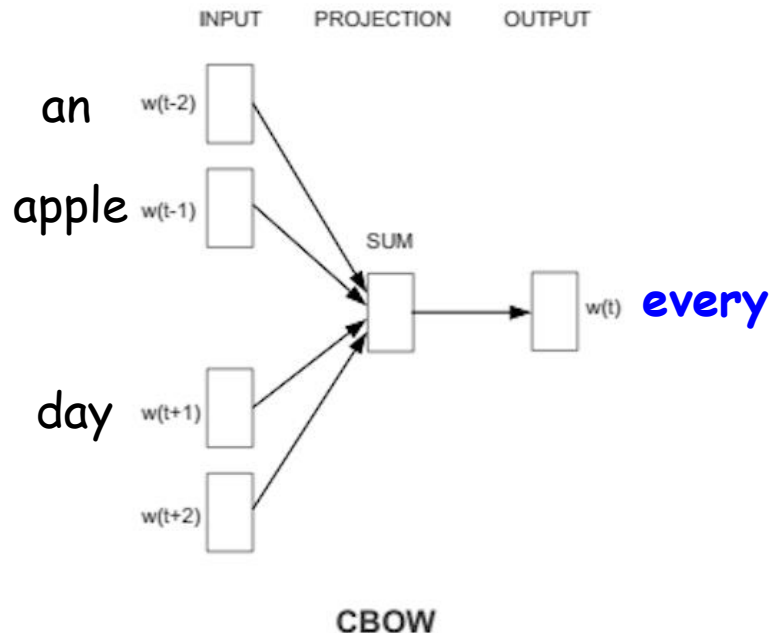 INPUT PROJECTION OUTPUT
an w(t-2)
apple w(t-1)
SUM
w(t) every
day w(t+1)
w(t+2)
CBOW